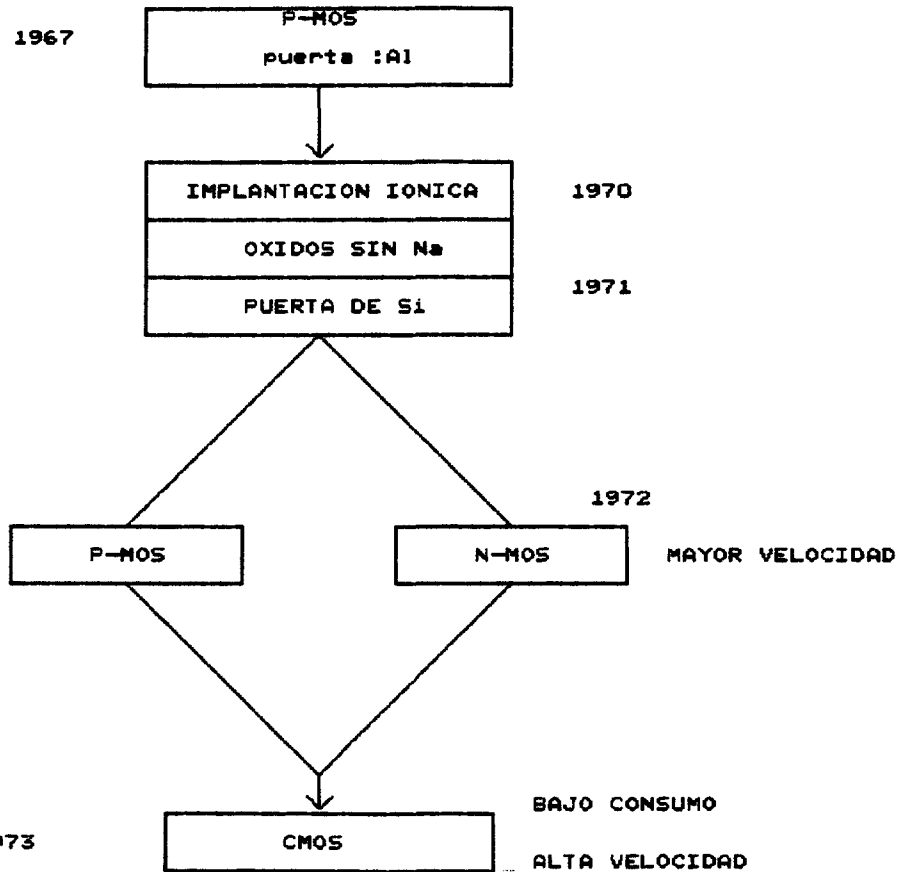 P-MOS
1967
puerta :Al
IMPLANTACION IONICA 1970
OXIDOS SIN Na
PUERTA DE Si 1971
1972
P-MOS N-MOS MAYOR VELOCIDAD
BAJO CONSUMO
973 CMOS
ALTA VELOCIDAD